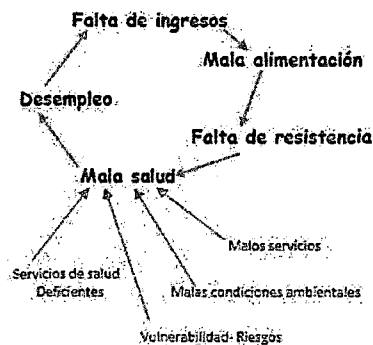 Falta de ingresos
Mala alimentación
Desempleo
Falta de resistencia
Mala salud
Malos servicios
Servicios de salud
Deficientes
Malas condiciones ambientales
Vulnerabilidad- Riesgos